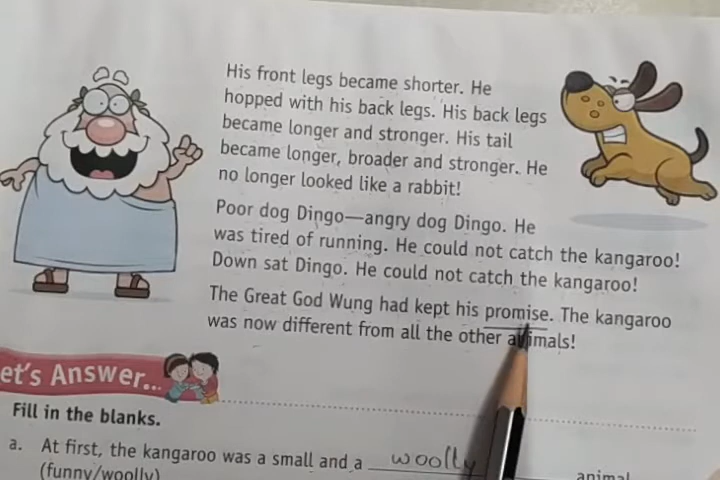 His front legs became shorter. He
hopped with his back legs. His back legs
became longer and stronger. His tail
became longer, broader and stronger. He
no longer looked like a rabbit!
Poor dog Dingo—angry dog Dingo. He
was tired of running. He could not catch the kangaroo!
Down sat Dingo. He could not catch the kangaroo!
The Great God Wung had kept his promise. The kangaroo
was now different from all the other animals!
et's Answer...
Fill in the blanks.
a. At first, the kangaroo was a small and a woolly animal
(funny/woolly)